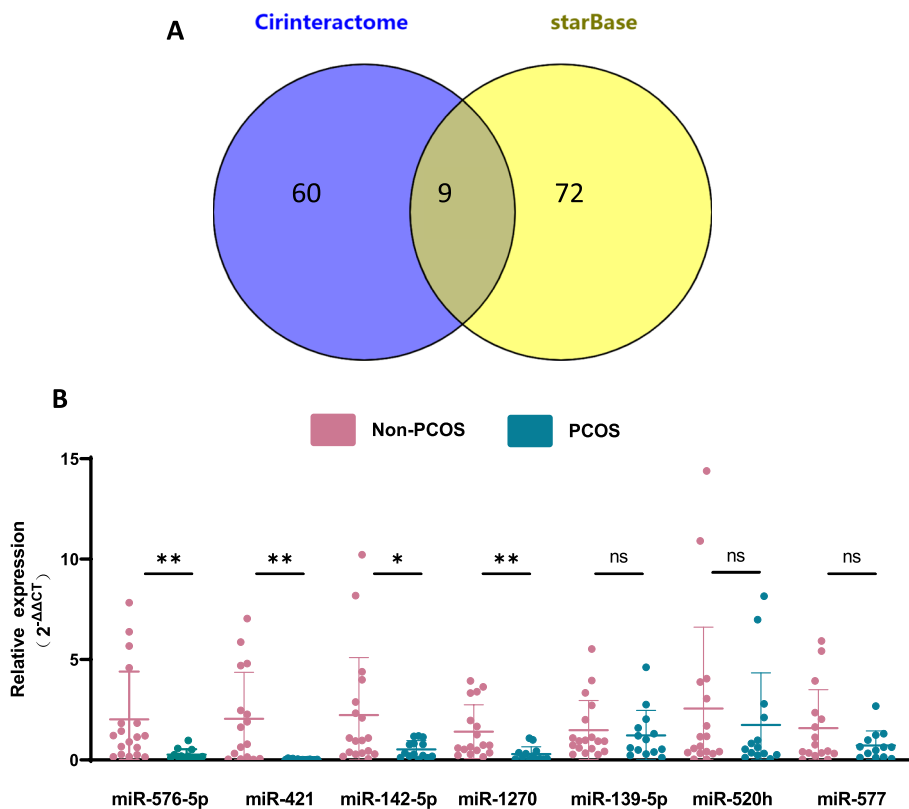 A
Cirinteractome
starBase
60
9
72
B
Non-PCOS
PCOS
Relative expression
(2^-ΔΔCT)
15
10
5
0
**
**
*
**
ns
ns
ns
miR-576-5p
miR-421
miR-142-5p
miR-1270
miR-139-5p
miR-520h
miR-577